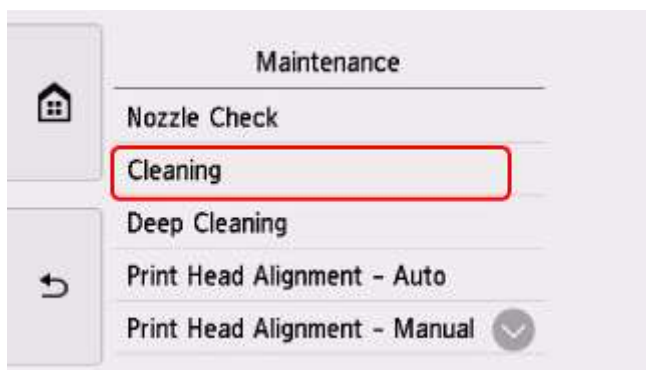 Maintenance
Nozzle Check
Cleaning
Deep Cleaning
Print Head Alignment - Auto
Print Head Alignment - Manual